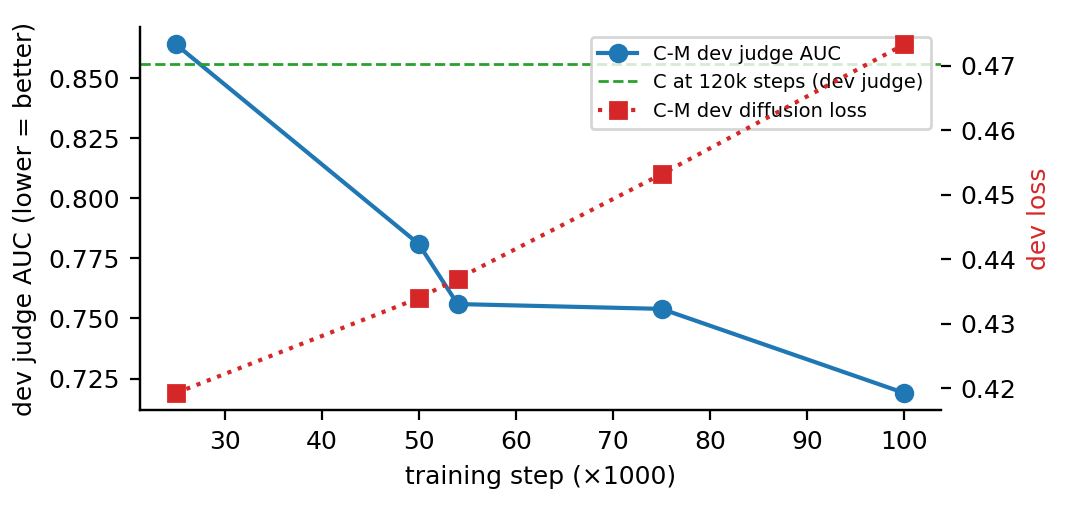 dev judge AUC (lower = better)
0.850
0.825
0.800
0.775
0.750
0.725
C-M dev judge AUC
C at 120k steps (dev judge)
C-M dev diffusion loss
0.47
0.46
0.45
0.44
0.43
0.42
dev loss
30 40 50 60 70 80 90 100
training step (×1000)